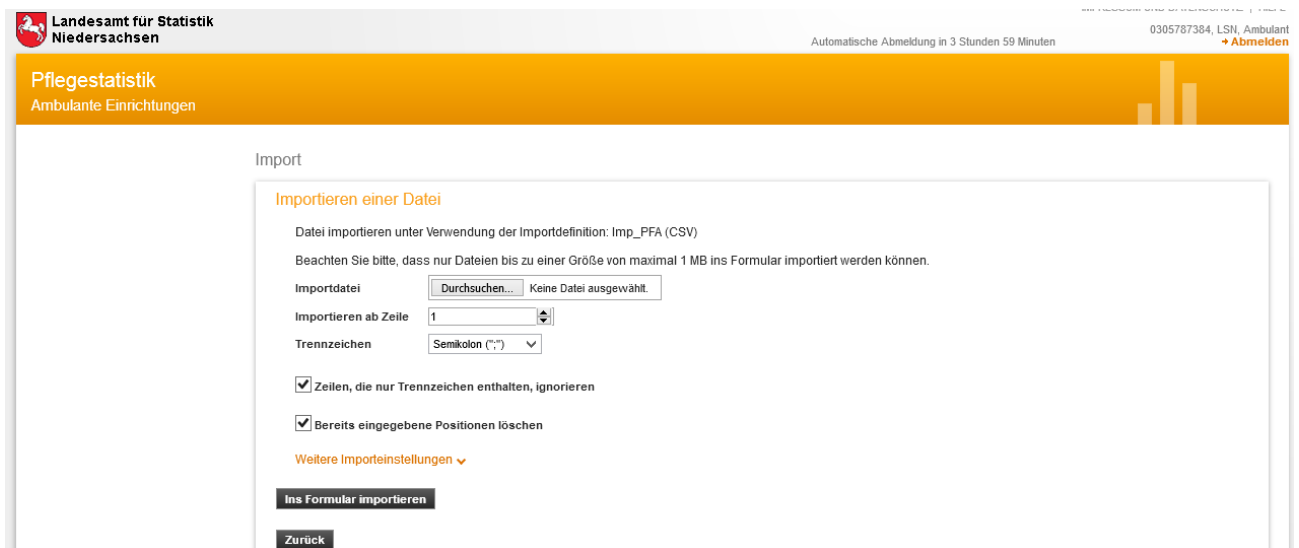 Landesamt für Statistik
Niedersachsen
Automatische Abmeldung in 3 Stunden 59 Minuten
0305787384, LSN, Ambulant
Abmelden
Pflegestatistik
Ambulante Einrichtungen
Import
Importieren einer Datei
Datei importieren unter Verwendung der Importdefinition: Imp_PFA (CSV)
Beachten Sie bitte, dass nur Dateien bis zu einer Größe von maximal 1 MB ins Formular importiert werden können.
Importdatei Durchsuchen... Keine Datei ausgewählt.
Importieren ab Zeile 1
Trennzeichen Semikolon (";")
Zeilen, die nur Trennzeichen enthalten, ignorieren
Bereits eingegebene Positionen löschen
Weitere Importeinstellungen
Ins Formular importieren
Zurück